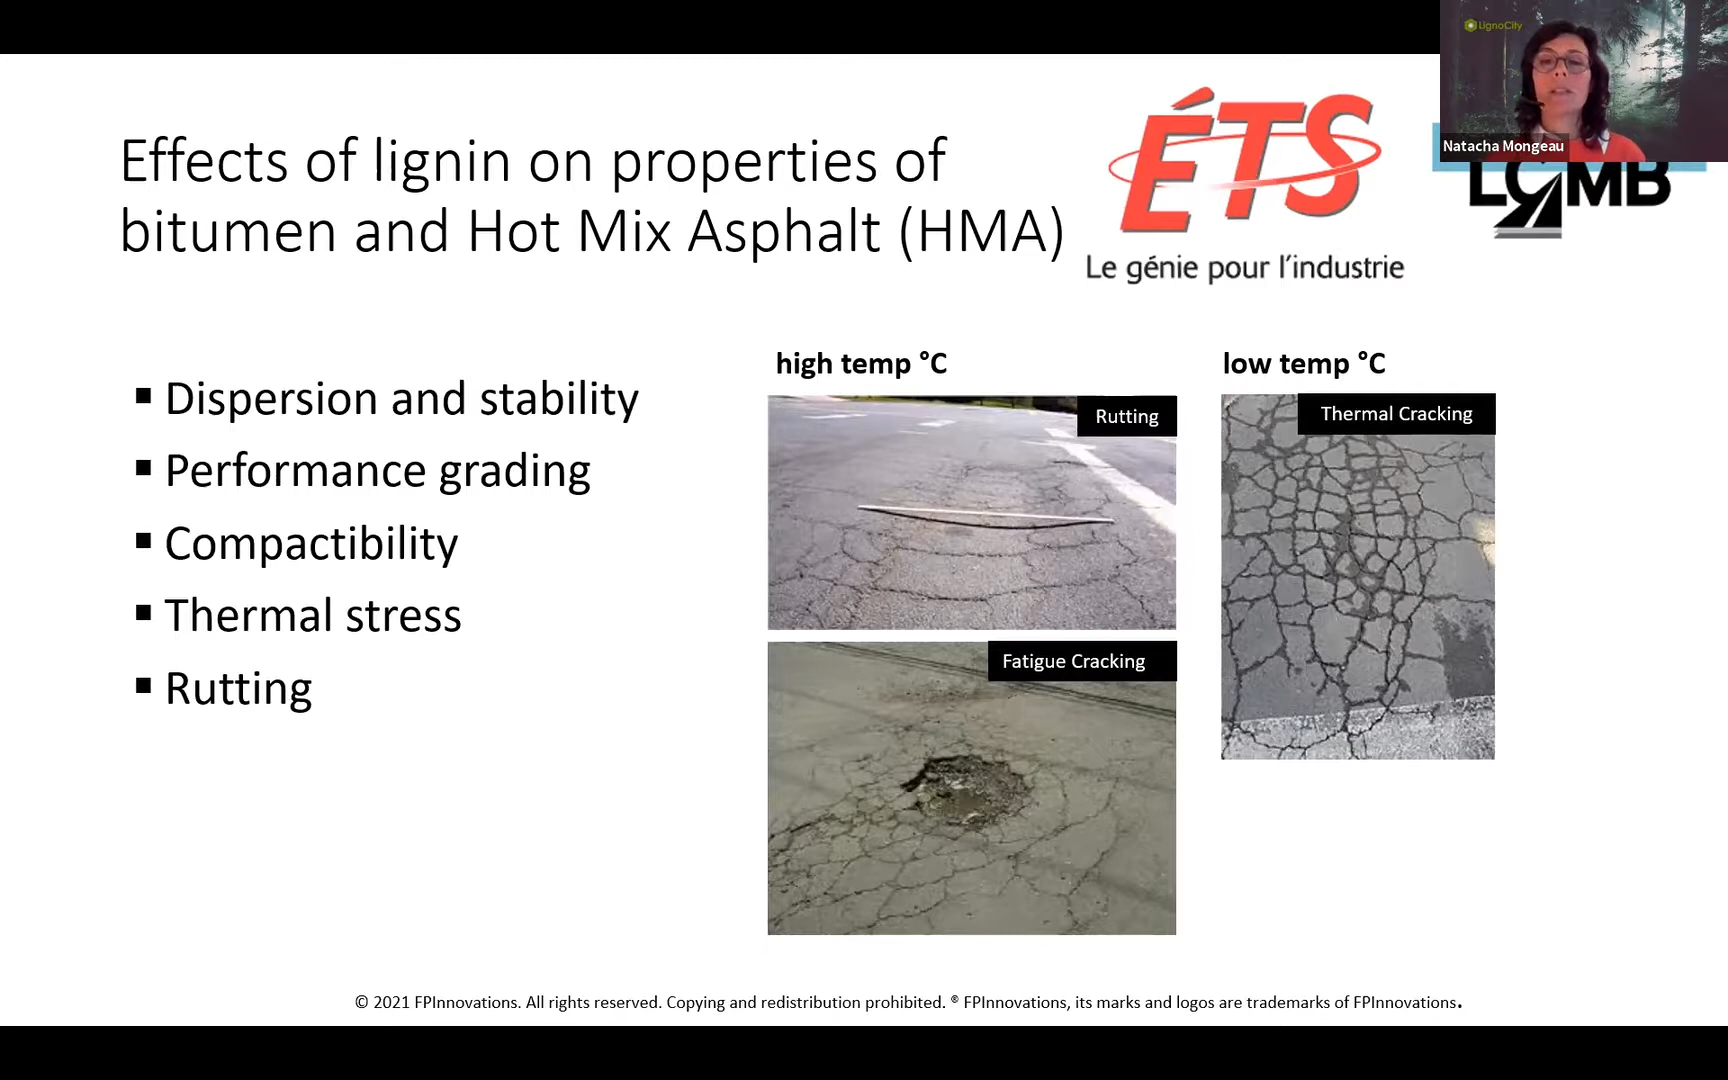 LignoCity
Natacha Mongeau
ÉTS
Le génie pour l'industrie
LCMB
Effects of lignin on properties of
bitumen and Hot Mix Asphalt (HMA)
▪ Dispersion and stability
▪ Performance grading
▪ Compactibility
▪ Thermal stress
▪ Rutting
high temp °C
Rutting
Fatigue Cracking
low temp °C
Thermal Cracking
© 2021 FPInnovations. All rights reserved. Copying and redistribution prohibited. ® FPInnovations, its marks and logos are trademarks of FPInnovations.